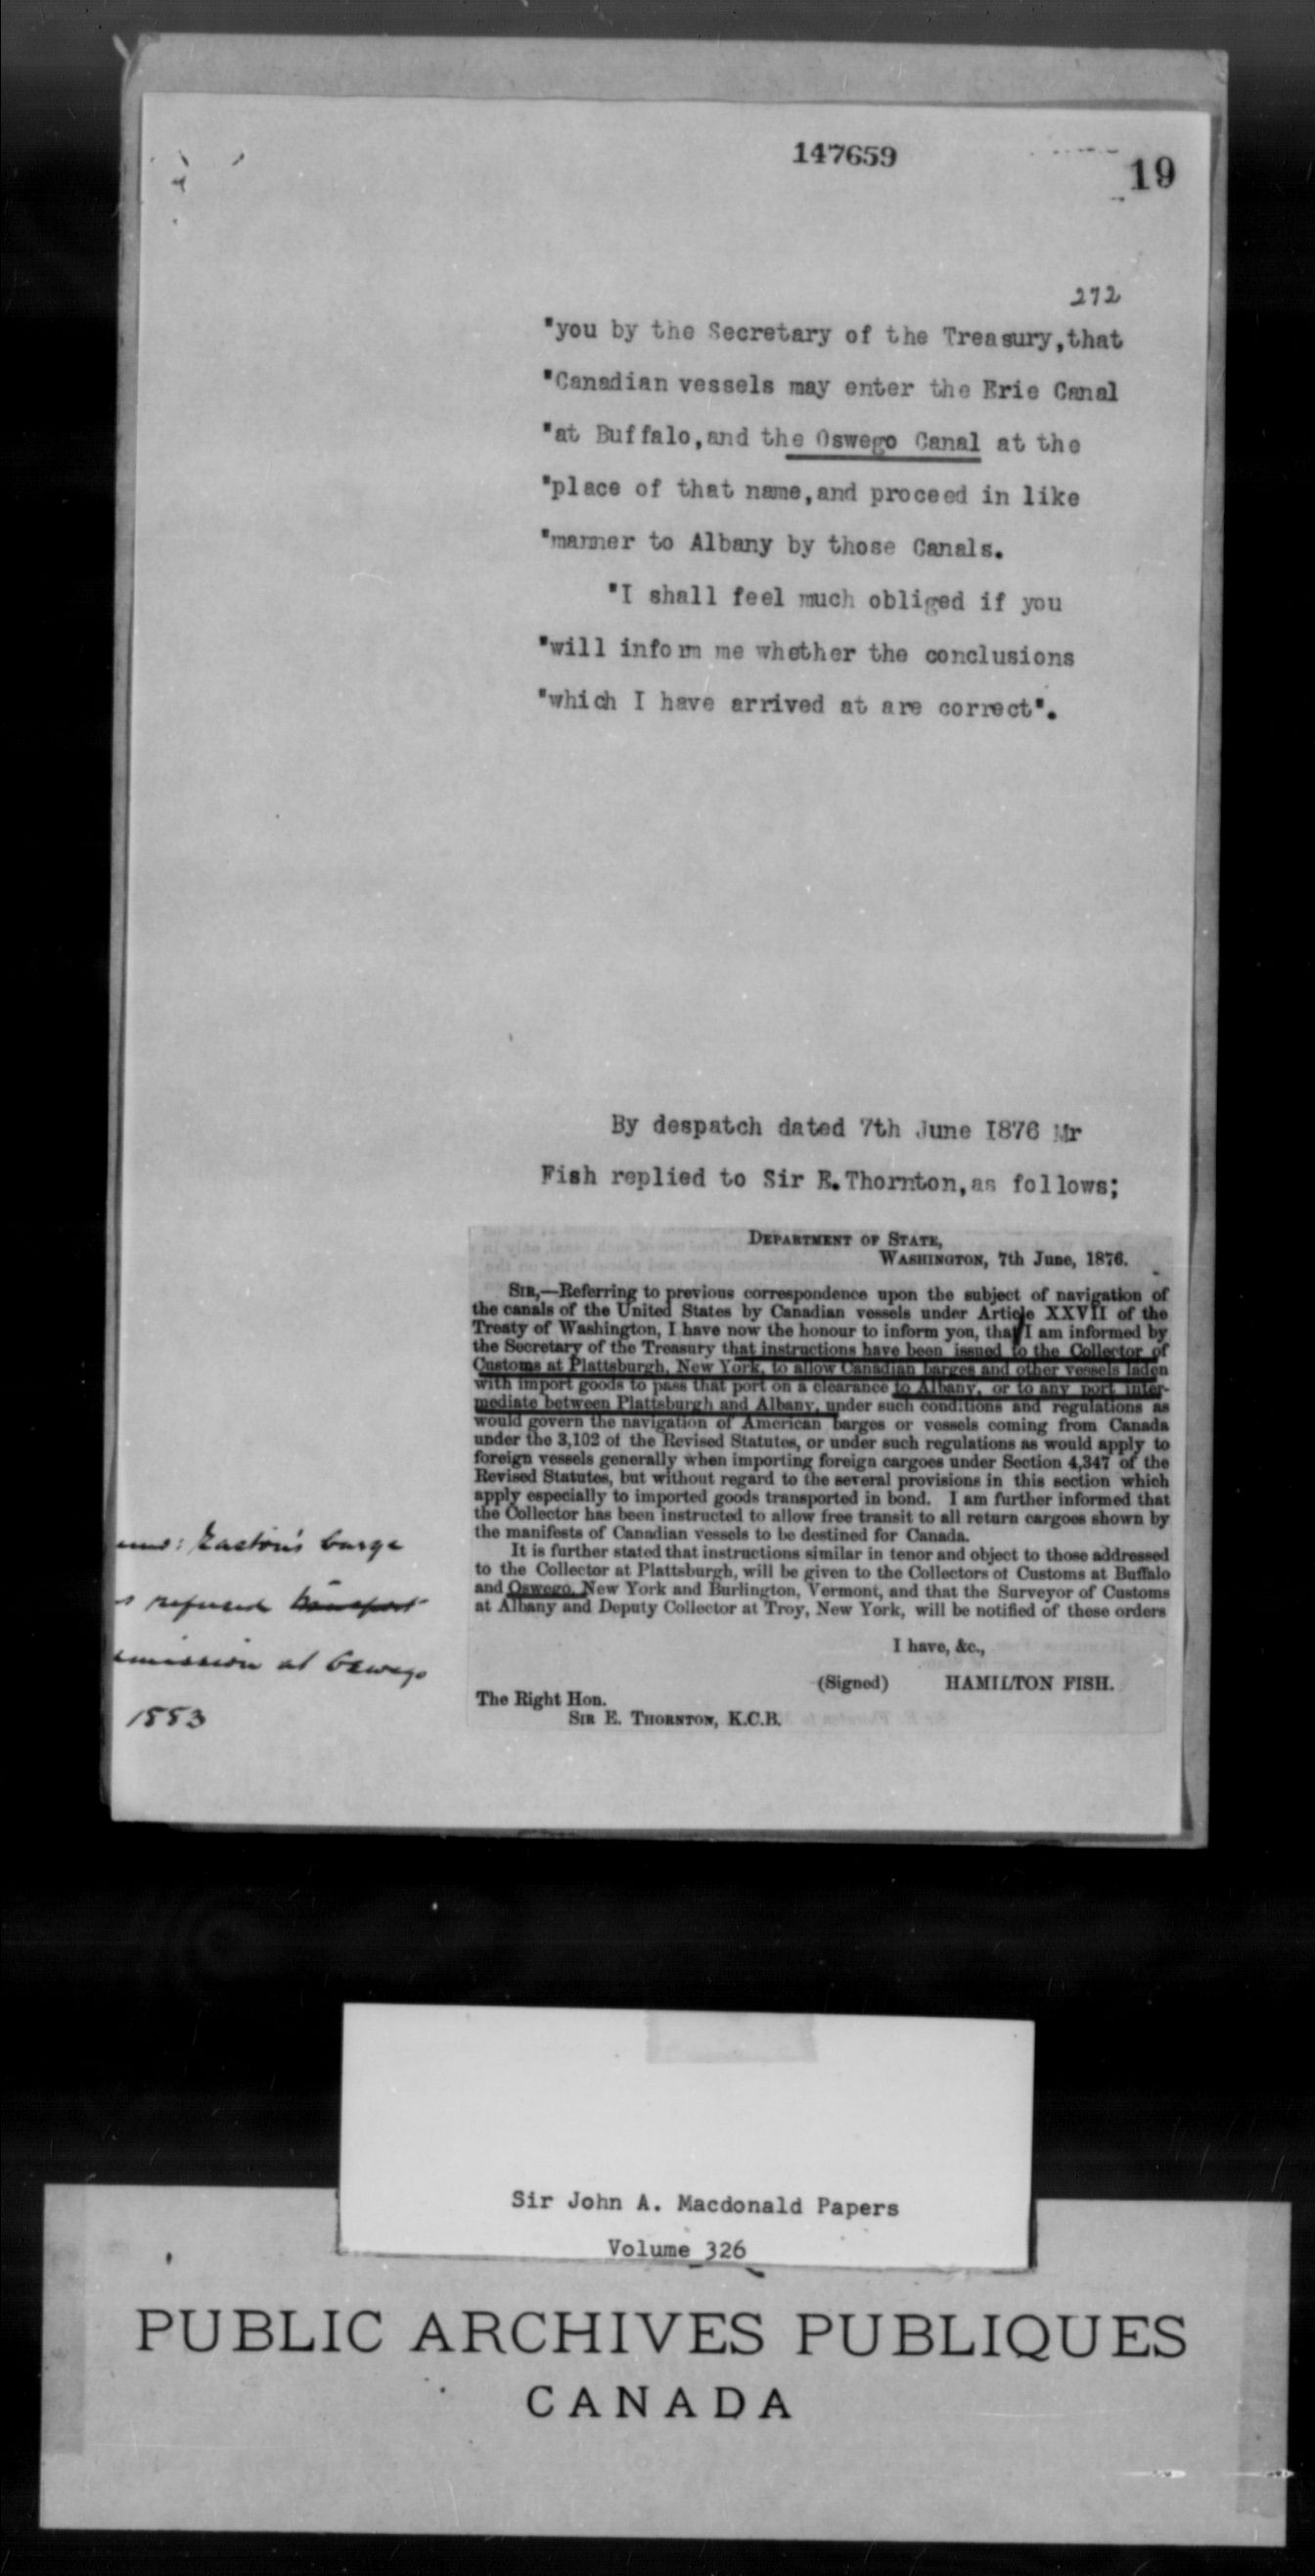 147659
19
272
"you by the Secretary of the Treasury,that
"Canadian vessels may enter the Erie Canal
"at Buffalo,and the Oswego Canal at the
"place of that name,and proceed in like
"manner to Albany by those Canals.
"I shall feel much obliged if you
"will inform me whether the conclusions
"which I have arrived at are correct".
By despatch dated 7th June I876 Mr
Fish replied to Sir E.Thornton,as follows;
DEPARTMENT OF STATE,
WASHINGTON, 7th June, 1876.
SIR,—Referring to previous correspondence upon the subject of navigation of
the canals of the United States by Canadian vessels under Article XXVII of the
Treaty of Washington, I have now the honour to inform you, that I am informed by
the Secretary of the Treasury that instructions have been issued to the Collector of
Customs at Plattsburgh, New York, to allow Canadian barges and other vessels laden
with import goods to pass that port on a clearance to Albany, or to any port inter-
mediate between Plattsburgh and Albany, under such conditions and regulations as
would govern the navigation of American barges or vessels coming from Canada
under the 3,102 of the Revised Statutes, or under such regulations as would apply to
foreign vessels generally when importing foreign cargoes under Section 4,347 of the
Revised Statutes, but without regard to the several provisions in this section which
apply especially to imported goods transported in bond. I am further informed that
the Collector has been instructed to allow free transit to all return cargoes shown by
the manifests of Canadian vessels to be destined for Canada.
It is further stated that instructions similar in tenor and object to those addressed
to the Collector at Plattsburgh, will be given to the Collectors of Customs at Buffalo
and Oswego, New York and Burlington, Vermont, and that the Surveyor of Customs
at Albany and Deputy Collector at Troy, New York, will be notified of these orders
I have, &c.,
(Signed) HAMILTON FISH.
The Right Hon.
SIR E. THORNTON, K.C.B.
Easton's barge
s refused transport
mission at Oswego
1883
Sir John A. Macdonald Papers
Volume 326
PUBLIC ARCHIVES PUBLIQUES
CANADA